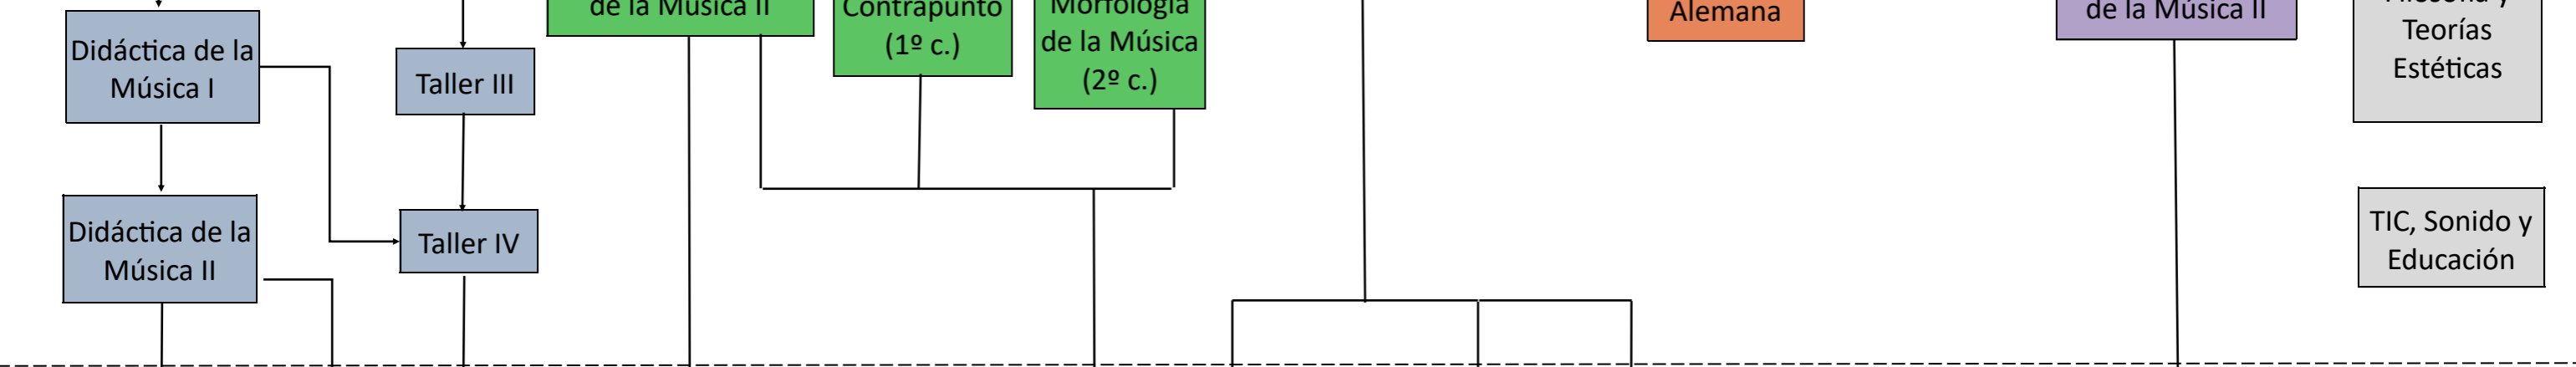 Didáctica de la
Música I
Taller III
de la Música II
Contrapunto
(1º c.)
Morfología
de la Música
(2º c.)
Alemana
de la Música II
Filosofía y
Teorías
Estéticas
Didáctica de la
Música II
Taller IV
TIC, Sonido y
Educación